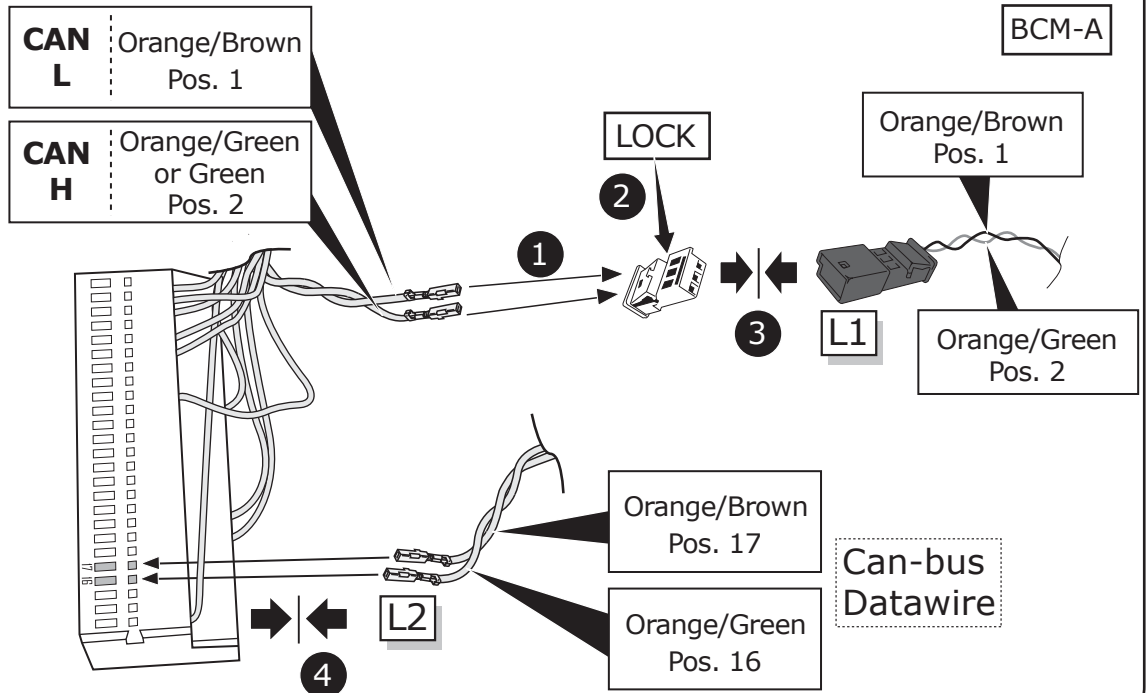 CAN
L
Orange/Brown
Pos. 1
BCM-A
CAN
H
Orange/Green
or Green
Pos. 2
LOCK
Orange/Brown
Pos. 1
2
1
3
L1
Orange/Green
Pos. 2
Orange/Brown
Pos. 17
17
16
Can-bus
Datawire
L2
Orange/Green
Pos. 16
4